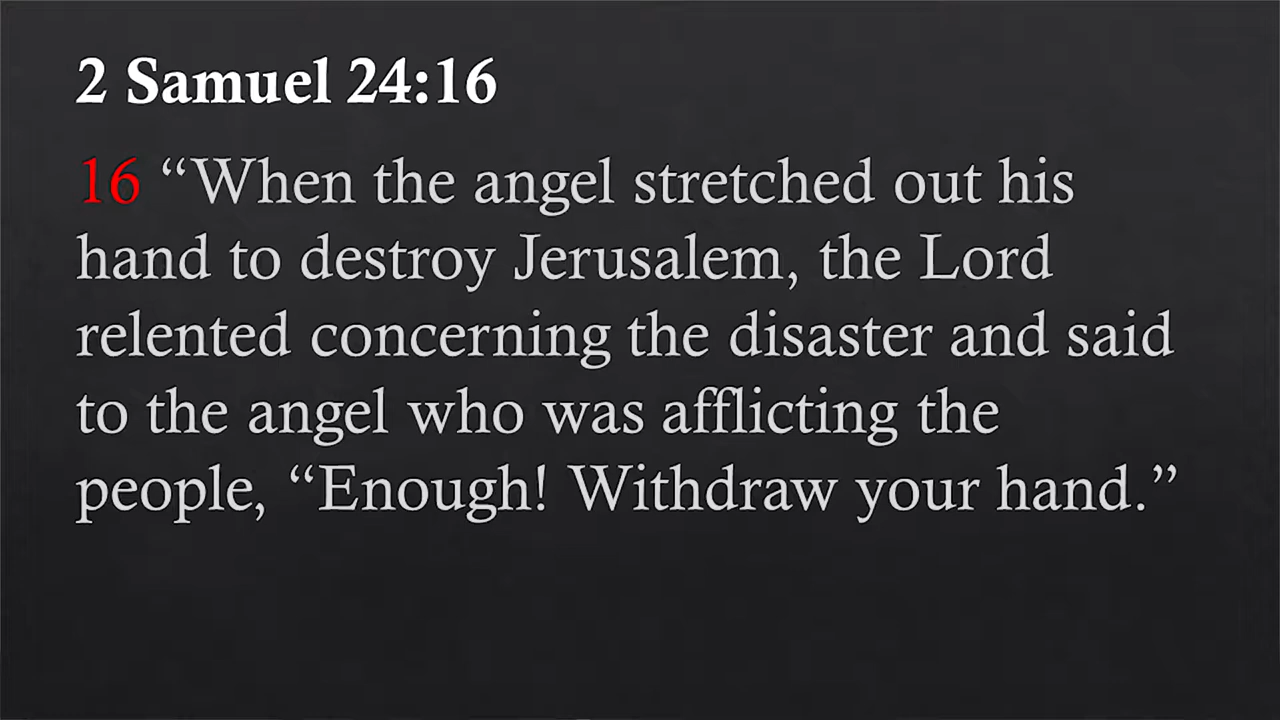 2 Samuel 24:16
16 “When the angel stretched out his
hand to destroy Jerusalem, the Lord
relented concerning the disaster and said
to the angel who was afflicting the
people, “Enough! Withdraw your hand.”